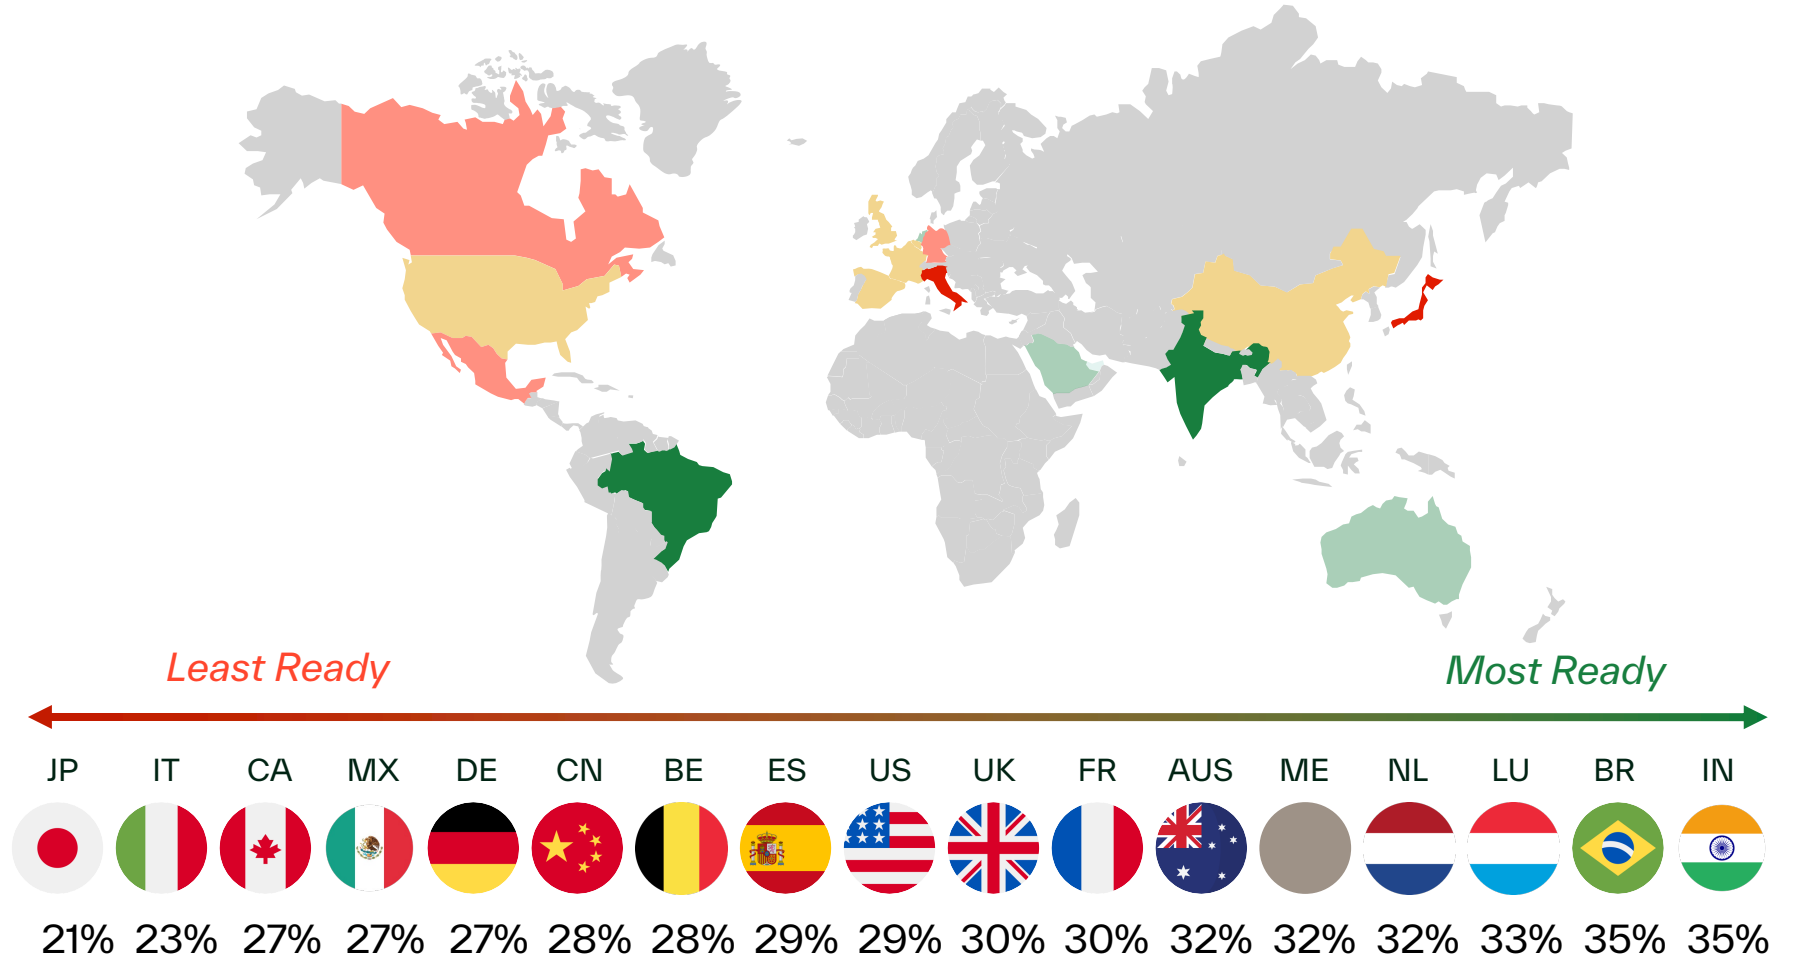 Least Ready
Most Ready
JP IT CA MX DE CN BE ES US UK FR AUS ME NL LU BR IN
21% 23% 27% 27% 27% 28% 28% 29% 29% 30% 30% 32% 32% 32% 33% 35% 35%